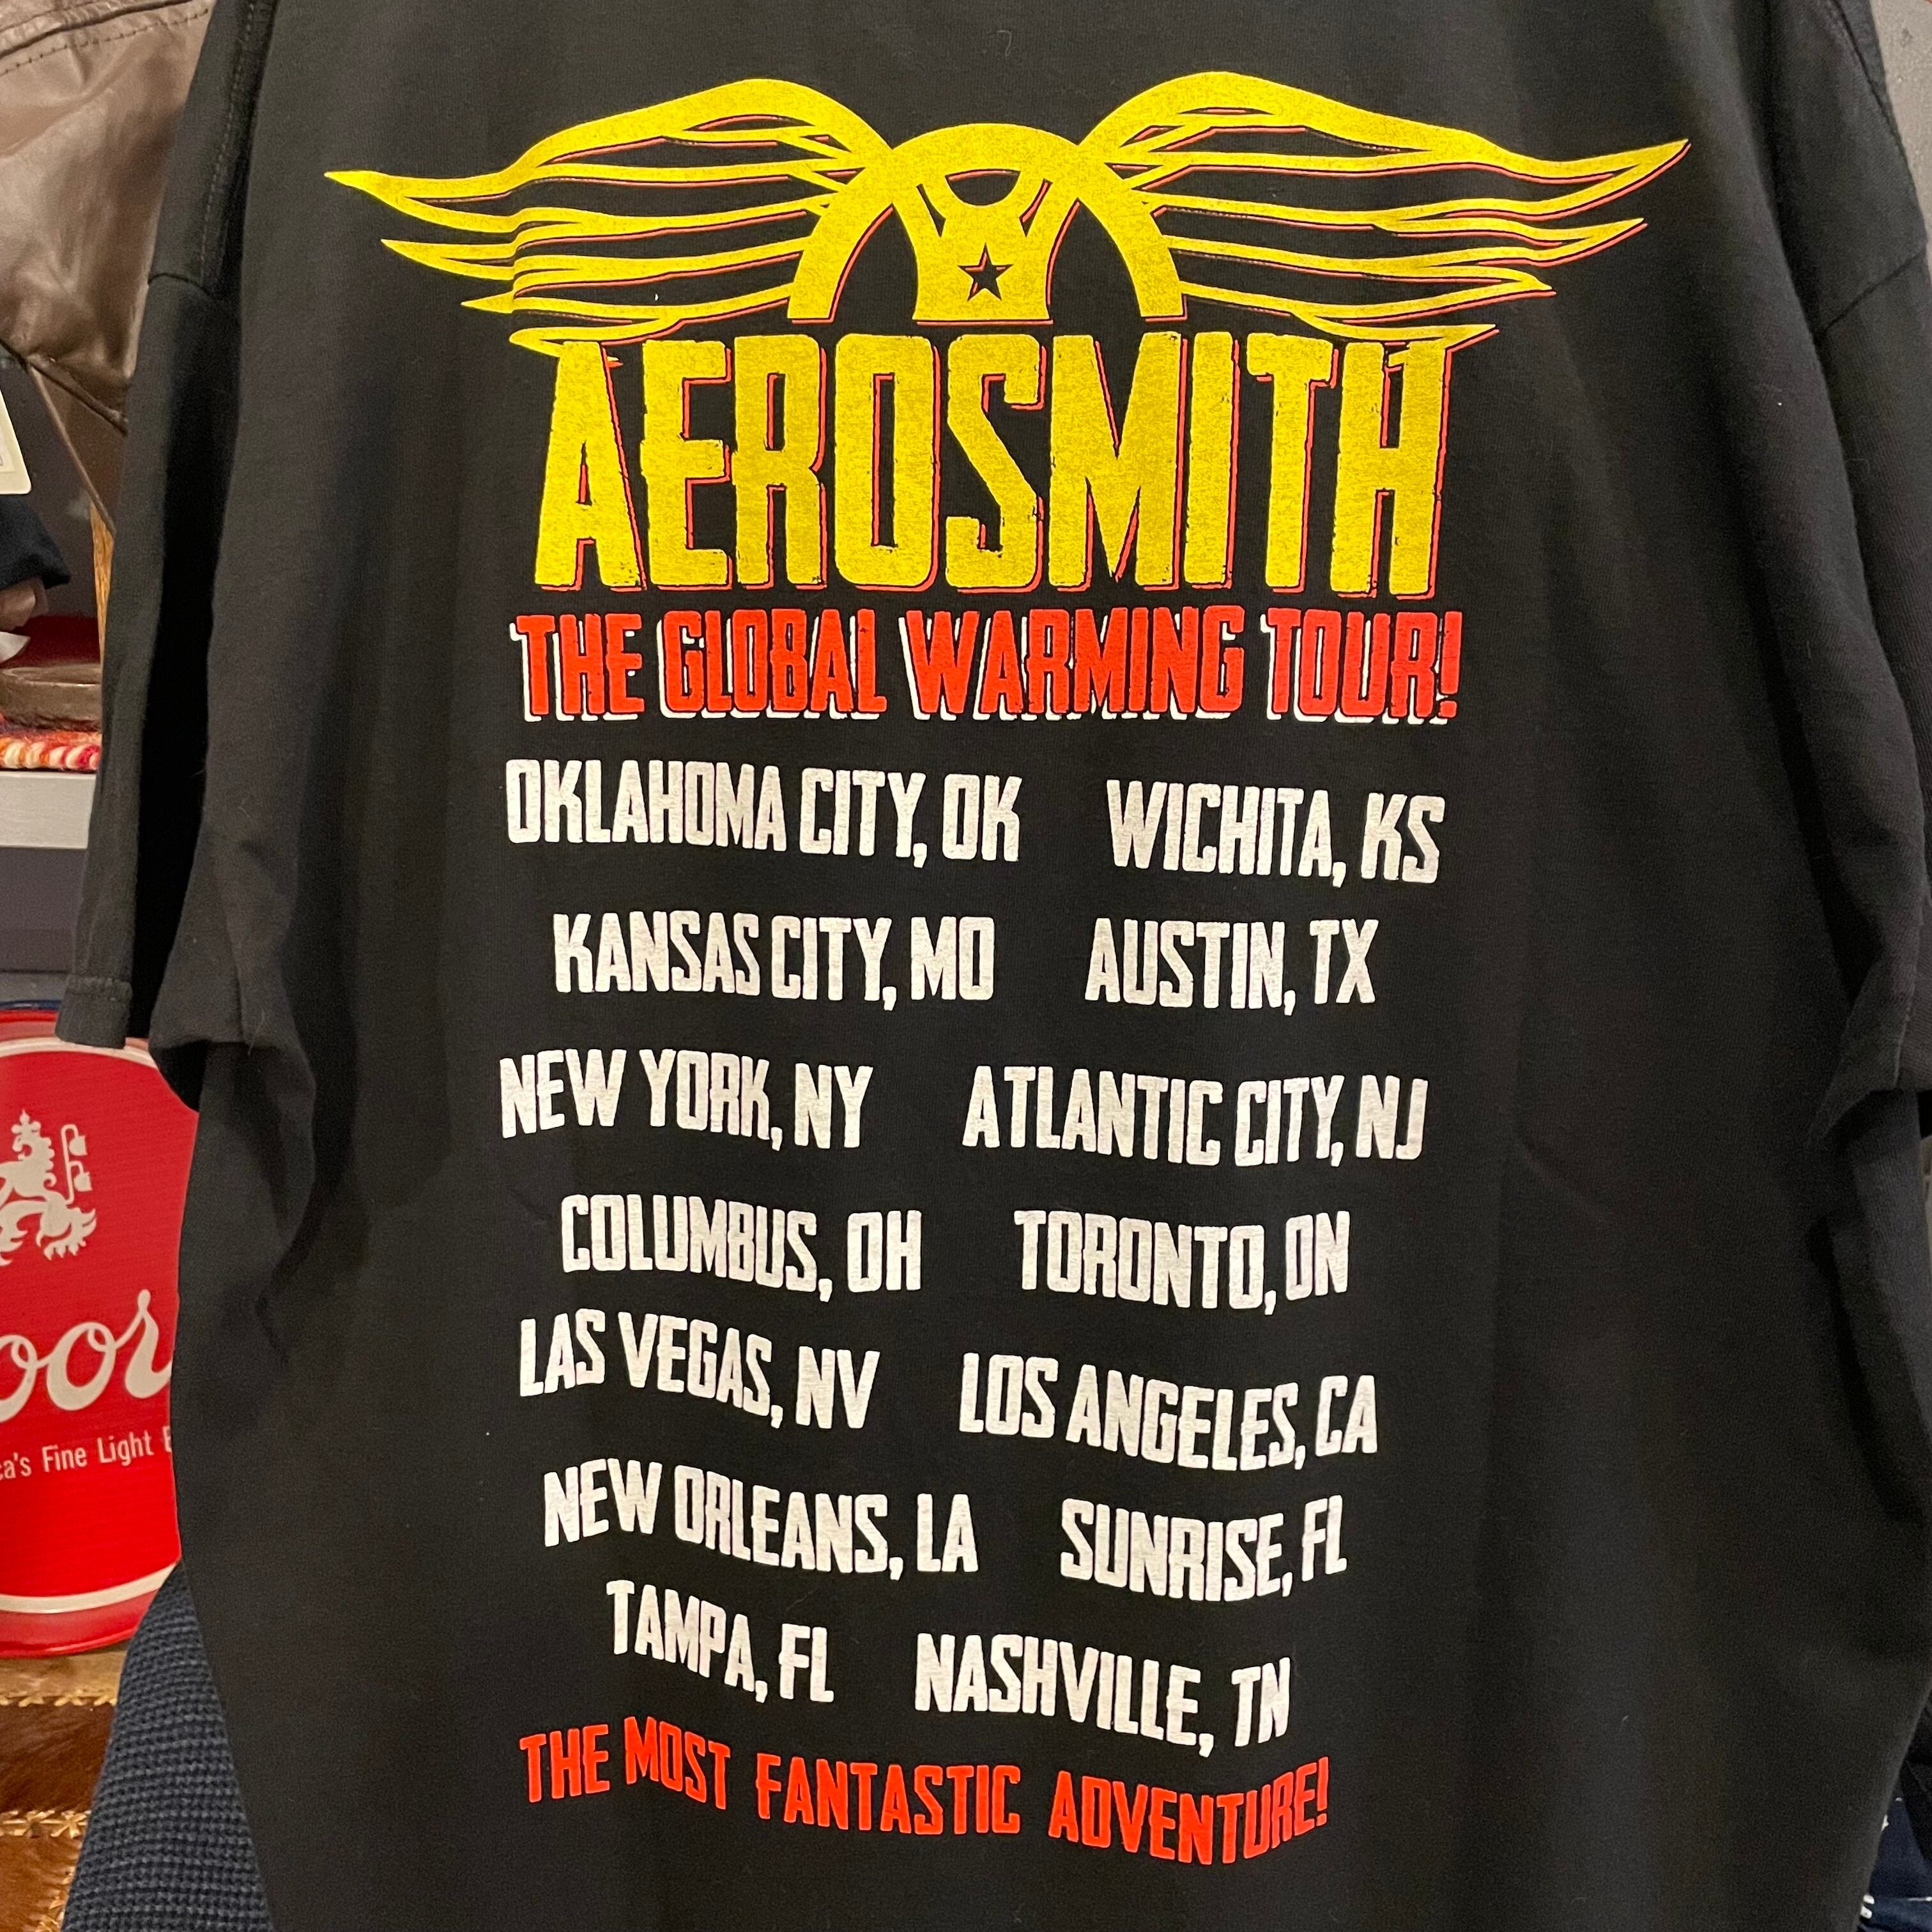 AEROSMITH
THE GLOBAL WARMING TOUR!
OKLAHOMA CITY, OK WICHITA, KS
KANSAS CITY, MO AUSTIN, TX
NEW YORK, NY ATLANTIC CITY, NJ
COLUMBUS, OH TORONTO, ON
LAS VEGAS, NV LOS ANGELES, CA
NEW ORLEANS, LA SUNRISE, FL
TAMPA, FL NASHVILLE, TN
THE MOST FANTASTIC ADVENTURE!
Fine Light